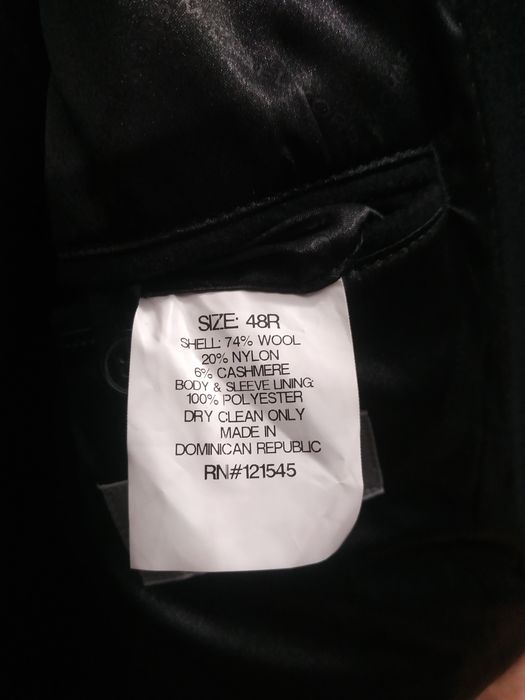 SIZE: 48R
SHELL: 74% WOOL
20% NYLON
6% CASHMERE
BODY & SLEEVE LINING:
100% POLYESTER
DRY CLEAN ONLY
MADE IN
DOMINICAN REPUBLIC
RN#121545